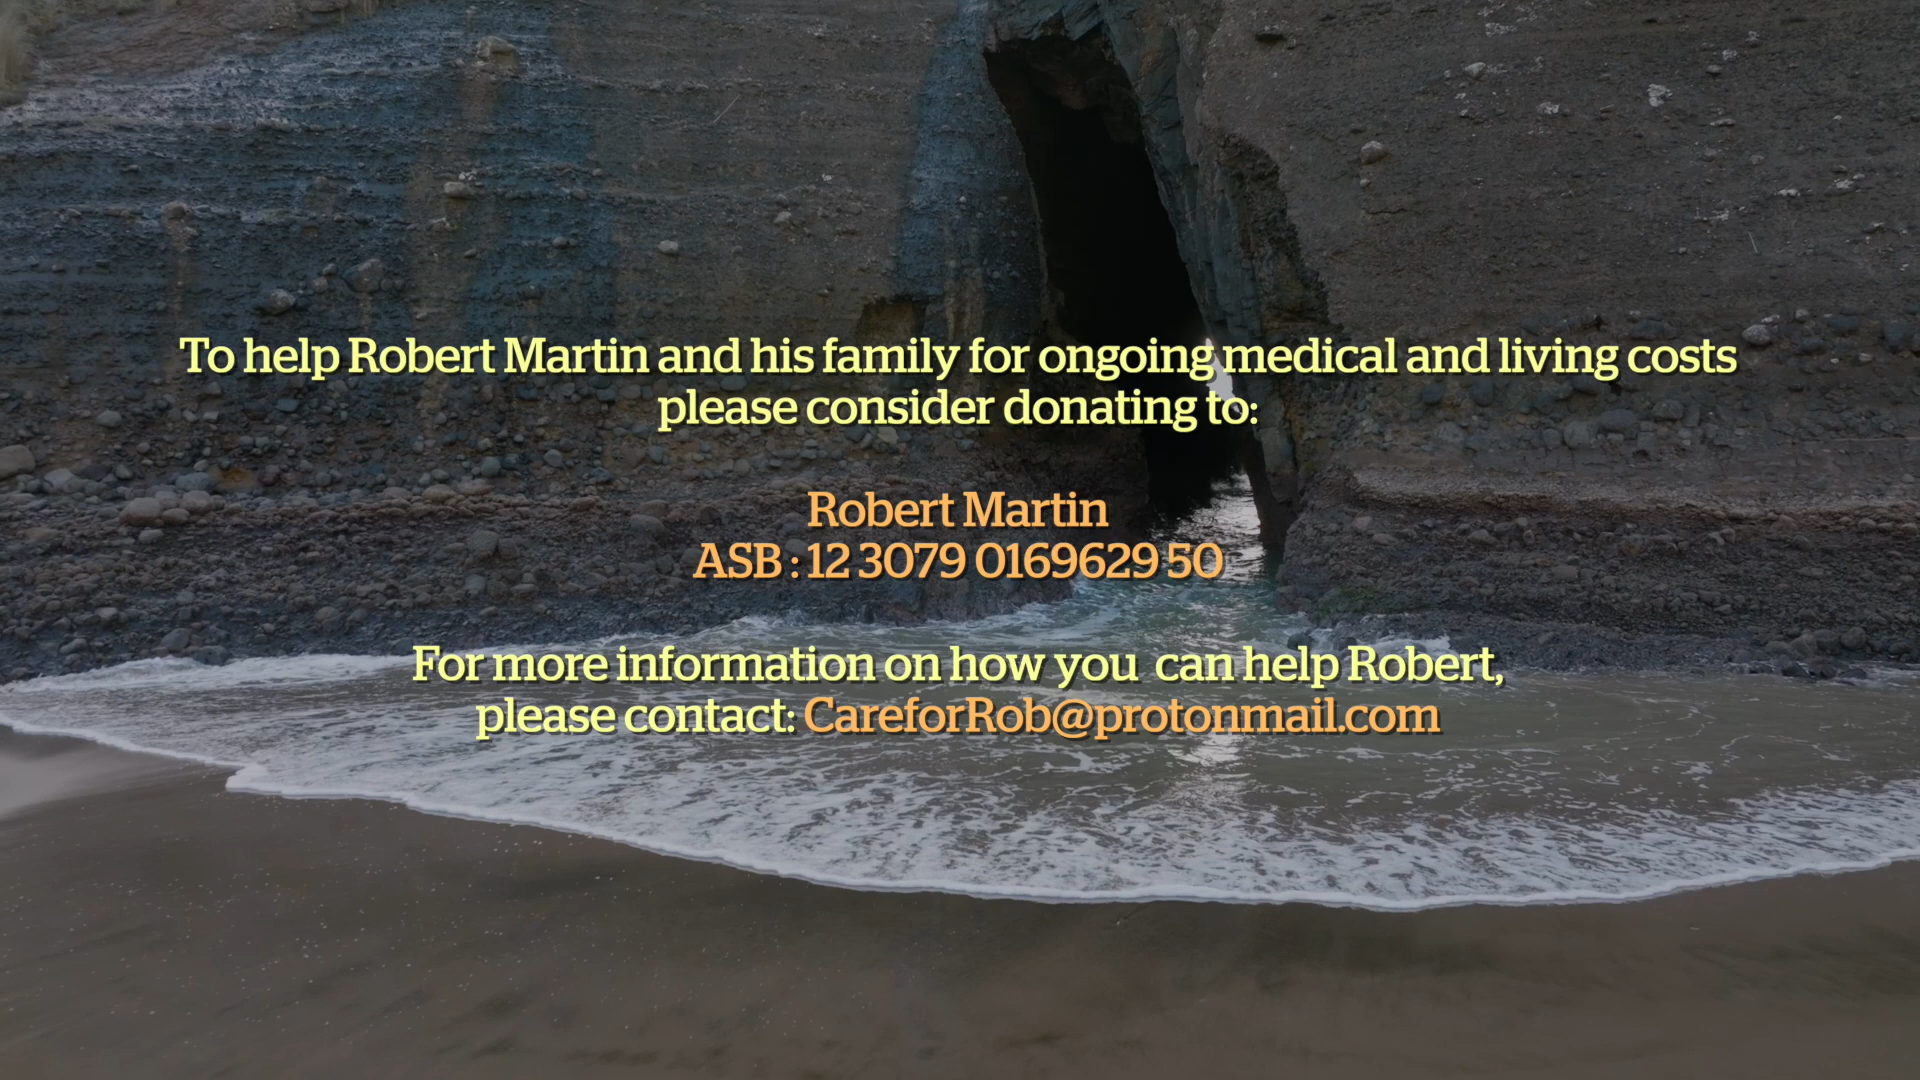 To help Robert Martin and his family for ongoing medical and living costs
please consider donating to:
Robert Martin
ASB : 12 3079 0169629 50
For more information on how you  can help Robert,
please contact: CareforRob@protonmail.com